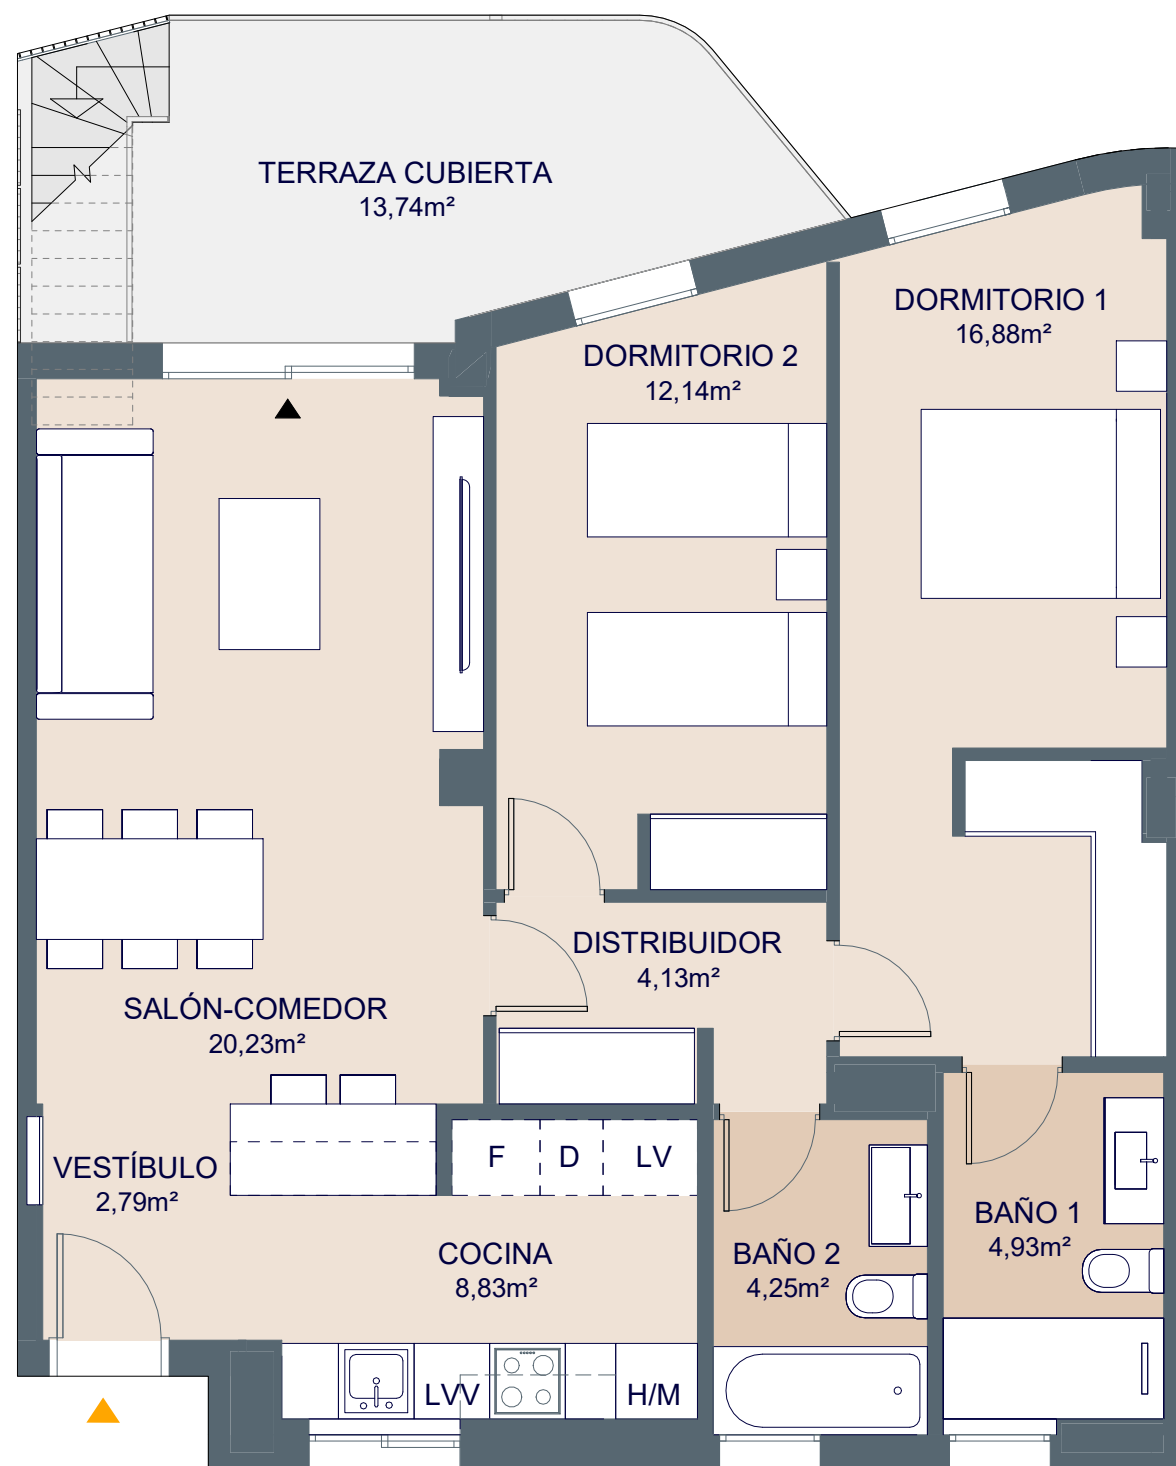 TERRAZA CUBIERTA
13,74m²
DORMITORIO 1
16,88m²
DORMITORIO 2
12,14m²
DISTRIBUIDOR
4,13m²
SALÓN-COMEDOR
20,23m²
VESTÍBULO
2,79m²
F D LV
COCINA
8,83m²
BAÑO 2
4,25m²
BAÑO 1
4,93m²
LVV
H/M